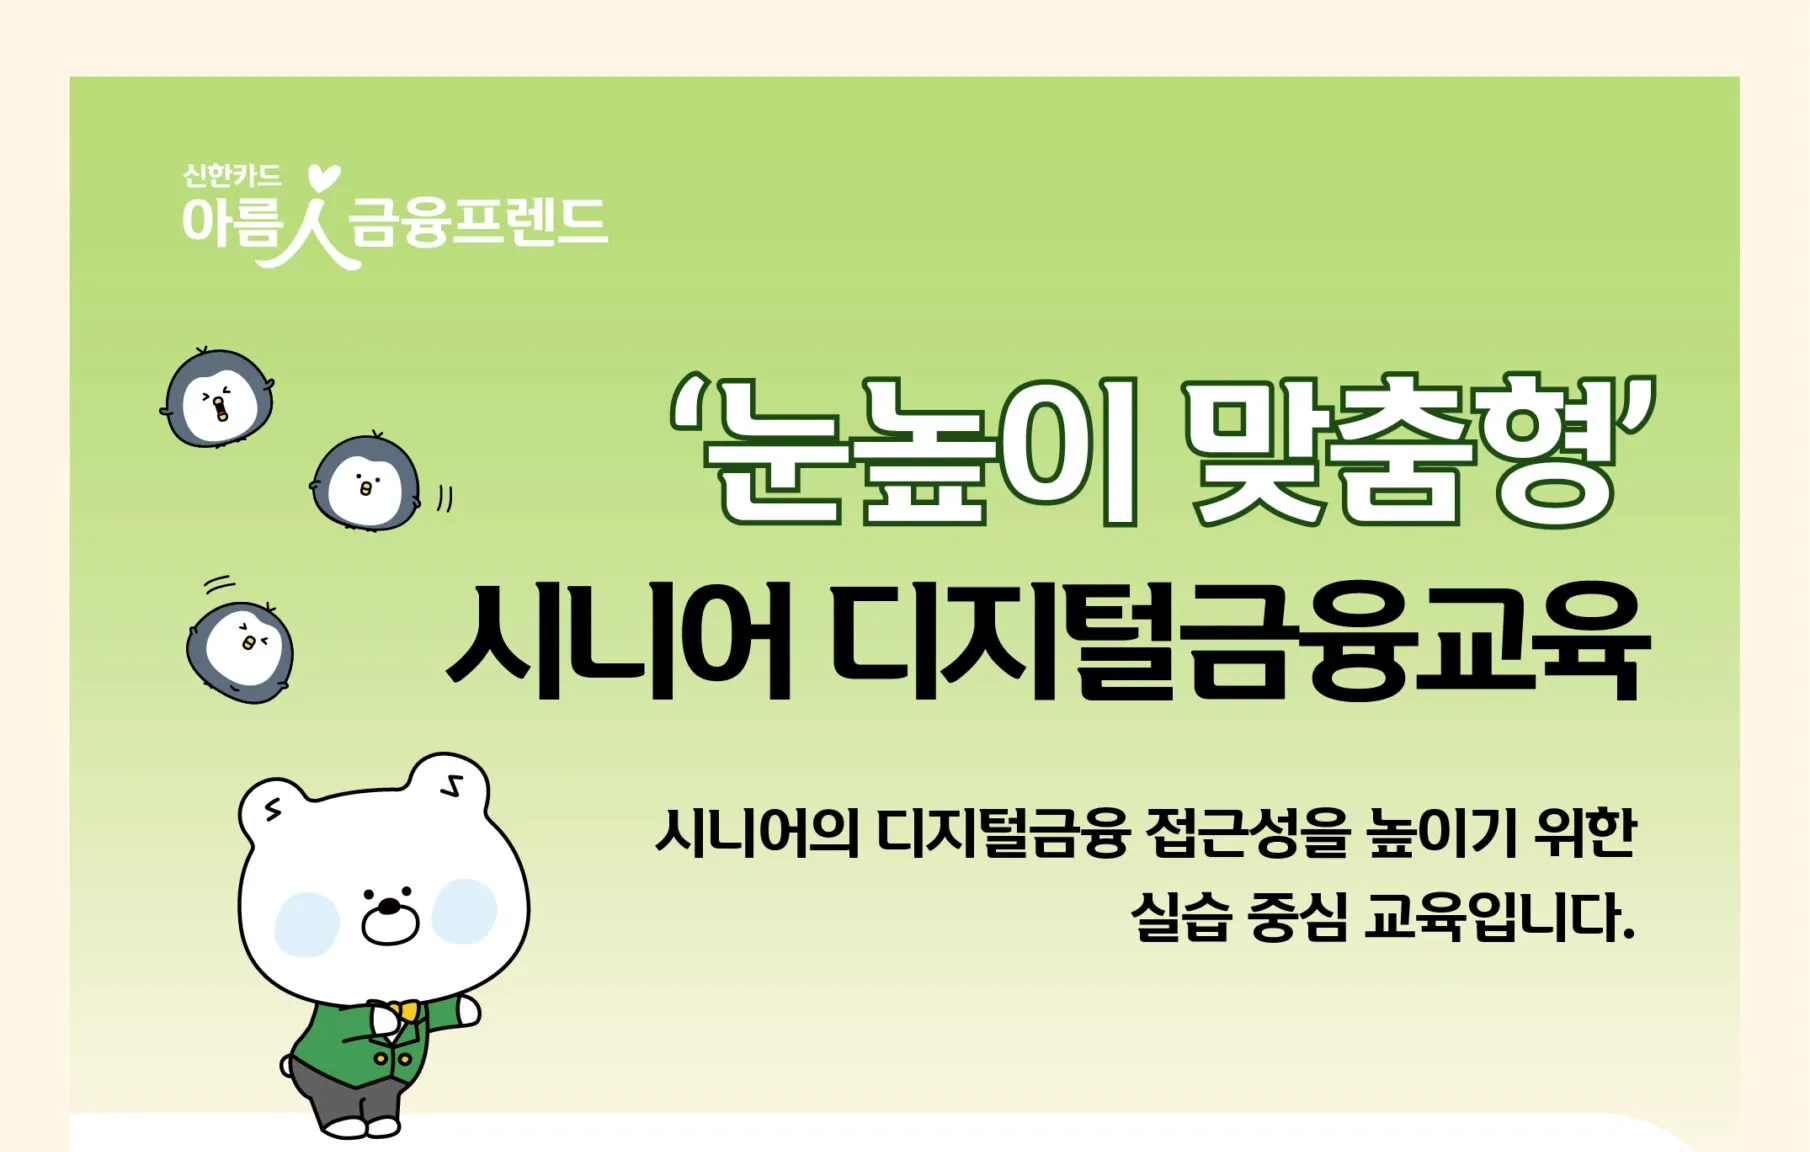 신한카드
아름人 금융프렌드
‘눈높이 맞춤형’
시니어 디지털금융교육
시니어의 디지털금융 접근성을 높이기 위한
실습 중심 교육입니다.